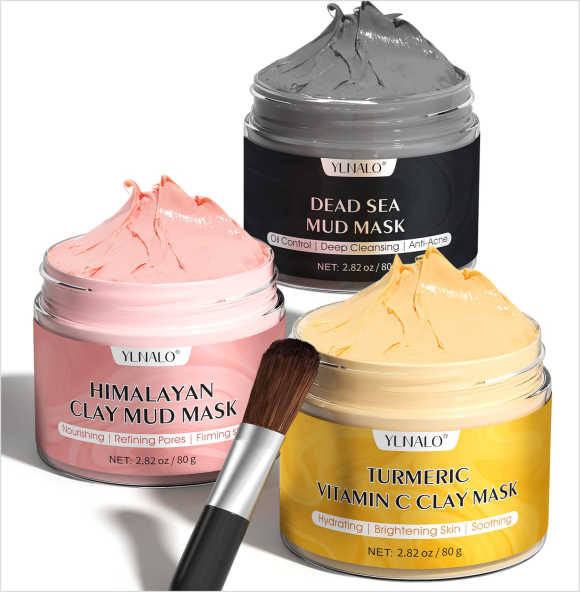 YLNALO®
DEAD SEA
MUD MASK
Oil Control | Deep Cleansing | Anti-Acne
NET: 2.82 oz / 80
YLNALO®
HIMALAYAN
CLAY MUD MASK
Nourishing | Refining Pores | Firming
NET: 2.82 oz / 80 g
YLNALO®
TURMERIC
VITAMIN C CLAY MASK
Hydrating | Brightening Skin | Soothing
NET: 2.82 oz / 80 g